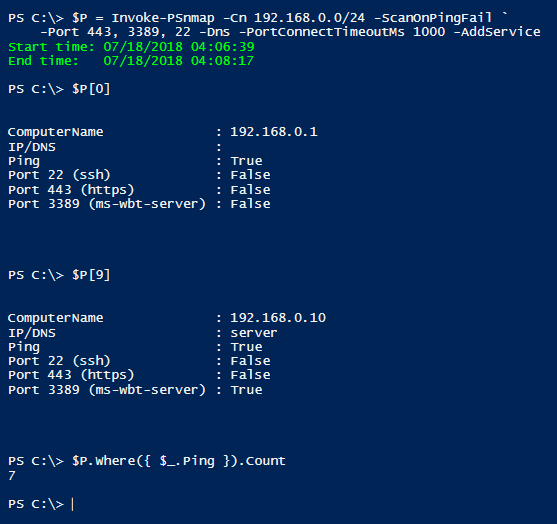 PS C:\> $P = Invoke-PSnmap -Cn 192.168.0.0/24 -ScanOnPingFail `
    -Port 443, 3389, 22 -Dns -PortConnectTimeoutMs 1000 -AddService
Start time: 07/18/2018 04:06:39
End time:   07/18/2018 04:08:17
PS C:\> $P[0]
ComputerName              : 192.168.0.1
IP/DNS                    :
Ping                      : True
Port 22 (ssh)             : False
Port 443 (https)          : False
Port 3389 (ms-wbt-server) : False
PS C:\> $P[9]
ComputerName              : 192.168.0.10
IP/DNS                    : server
Ping                      : True
Port 22 (ssh)             : False
Port 443 (https)          : False
Port 3389 (ms-wbt-server) : True
PS C:\> $P.Where({ $_.Ping }).Count
7
PS C:\>